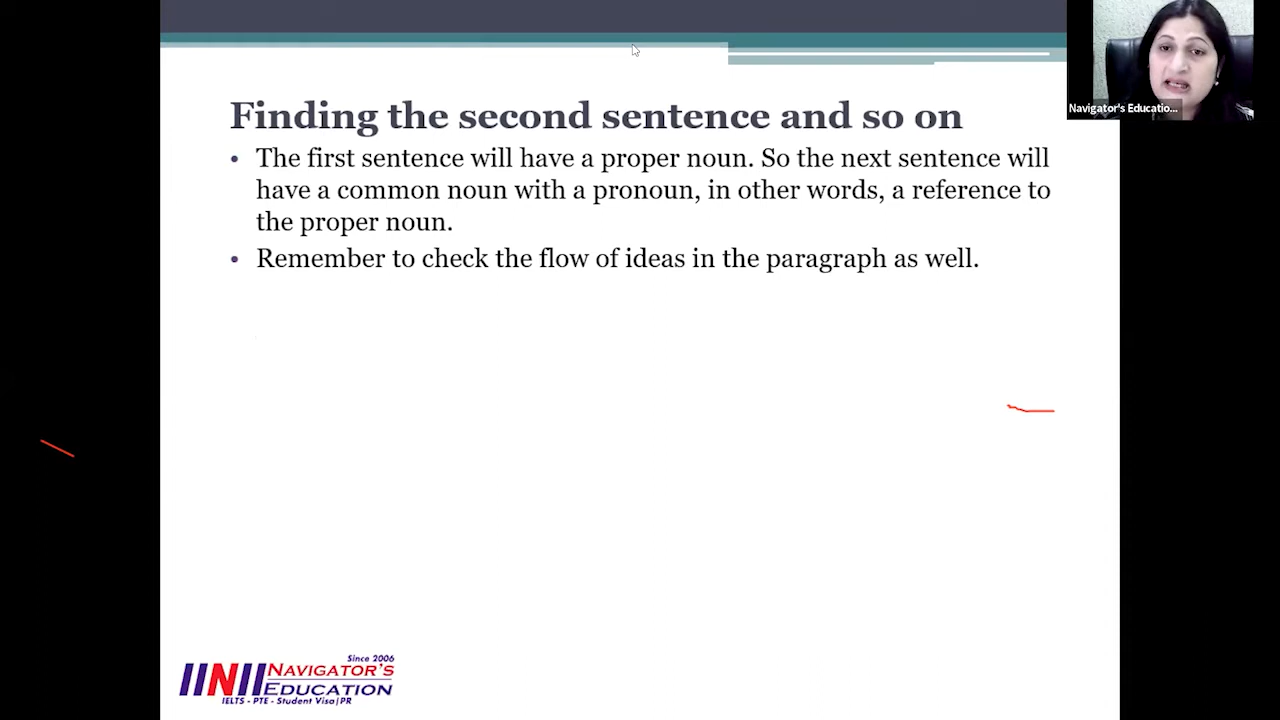 Navigator's Educatio...
Finding the second sentence and so on
• The first sentence will have a proper noun. So the next sentence will
have a common noun with a pronoun, in other words, a reference to
the proper noun.
• Remember to check the flow of ideas in the paragraph as well.
Since 2006
NAVIGATOR'S
EDUCATION
IELTS - PTE - Student Visa|PR